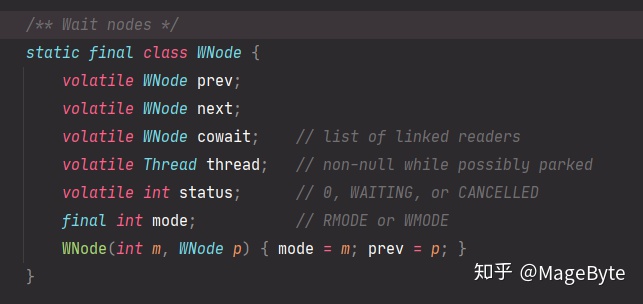 /** Wait nodes */
static final class WNode {
    volatile WNode prev;
    volatile WNode next;
    volatile WNode cowait;    // list of linked readers
    volatile Thread thread;   // non-null while possibly parked
    volatile int status;      // 0, WAITING, or CANCELLED
    final int mode;           // RMODE or WMODE
    WNode(int m, WNode p) { mode = m; prev = p; }
}
知乎 @MageByte